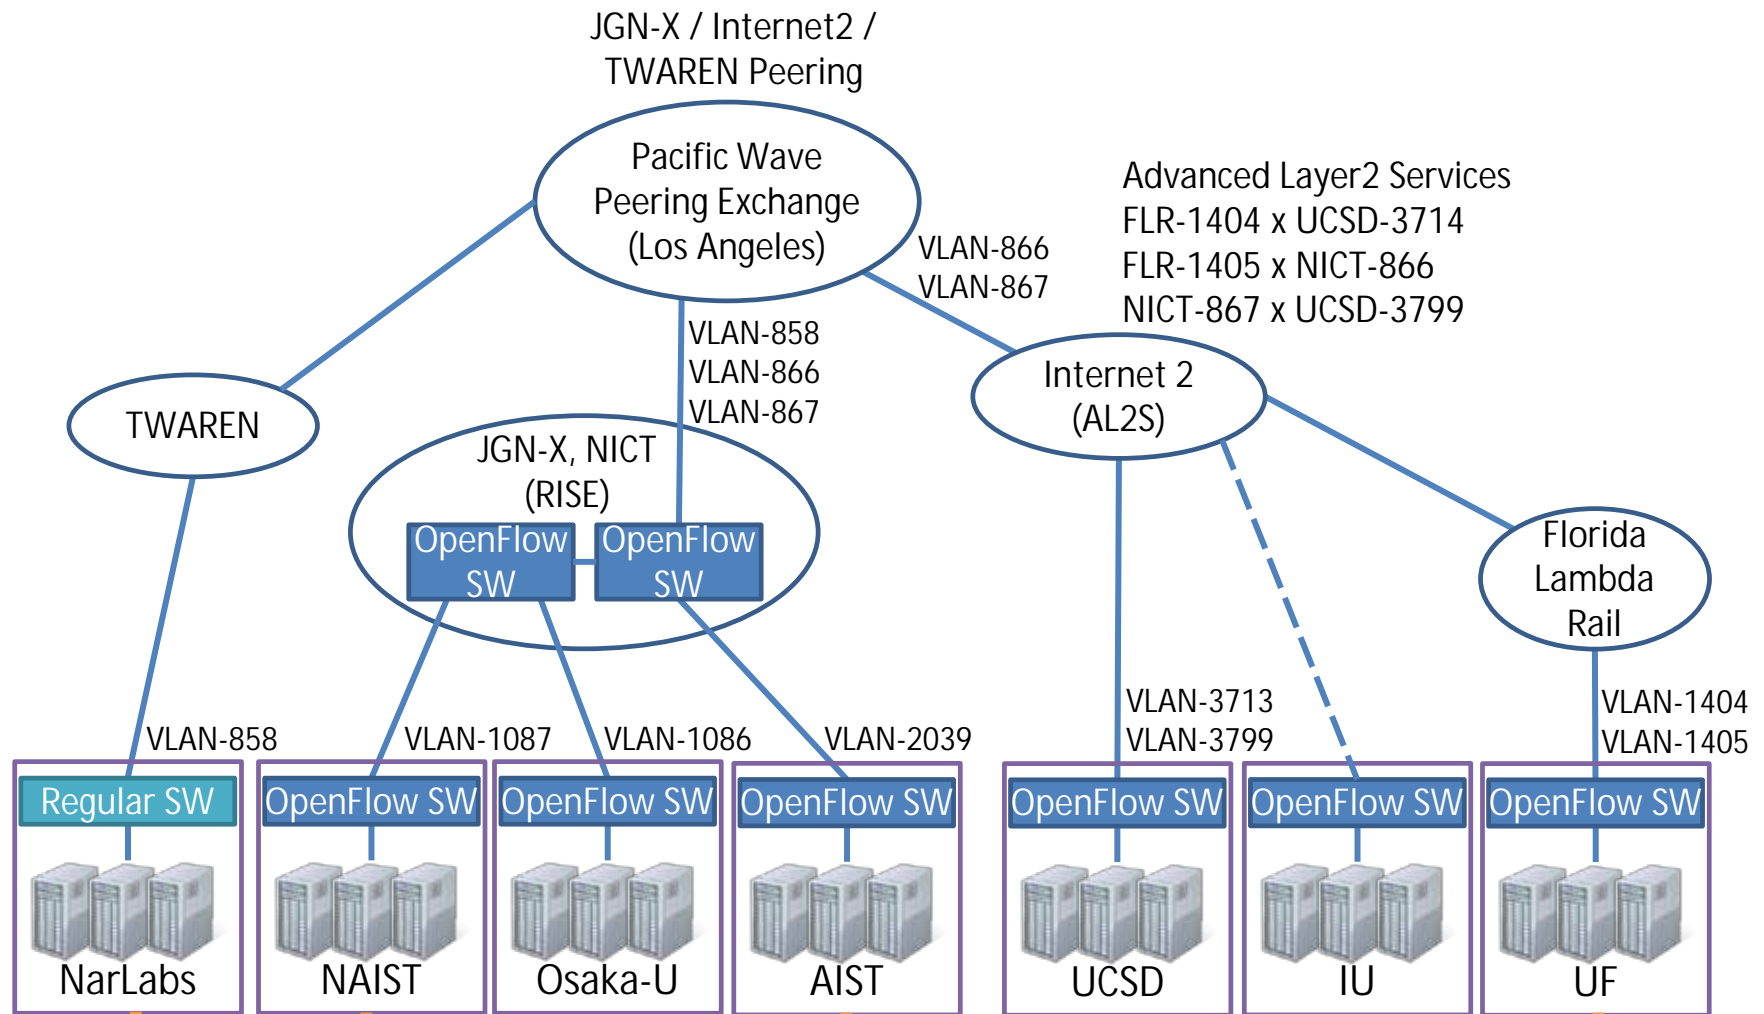 JGN-X / Internet2 /
TWAREN Peering
Pacific Wave
Peering Exchange
(Los Angeles)
Advanced Layer2 Services
FLR-1404 x UCSD-3714
FLR-1405 x NICT-866
NICT-867 x UCSD-3799
VLAN-866
VLAN-867
VLAN-858
VLAN-866
VLAN-867
Internet 2
(AL2S)
TWAREN
JGN-X, NICT
(RISE)
OpenFlow
SW
OpenFlow
SW
Florida
Lambda
Rail
VLAN-858
VLAN-1087
VLAN-1086
VLAN-2039
VLAN-3713
VLAN-3799
VLAN-1404
VLAN-1405
Regular SW
OpenFlow SW
OpenFlow SW
OpenFlow SW
OpenFlow SW
OpenFlow SW
OpenFlow SW
NarLabs
NAIST
Osaka-U
AIST
UCSD
IU
UF